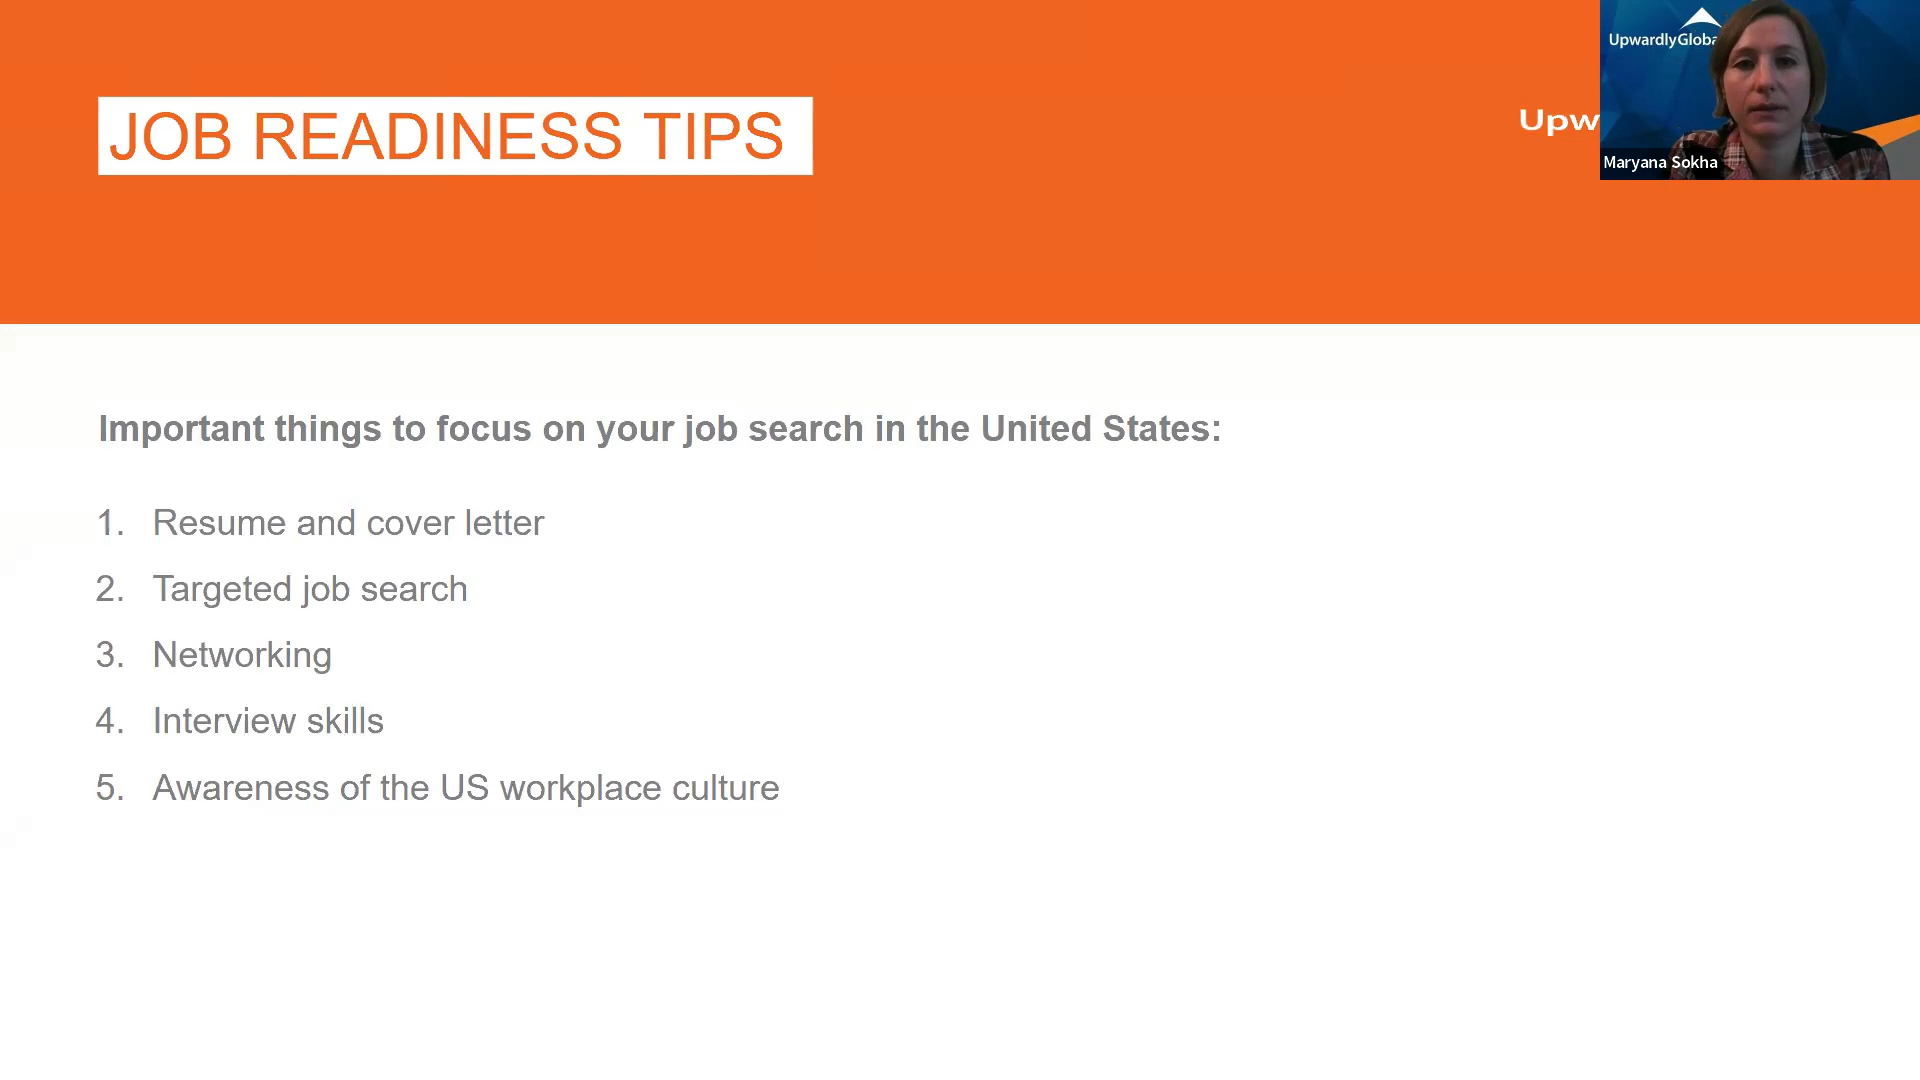 JOB READINESS TIPS
Upw
UpwardlyGloba
Maryana Sokha
Important things to focus on your job search in the United States:
1. Resume and cover letter
2. Targeted job search
3. Networking
4. Interview skills
5. Awareness of the US workplace culture